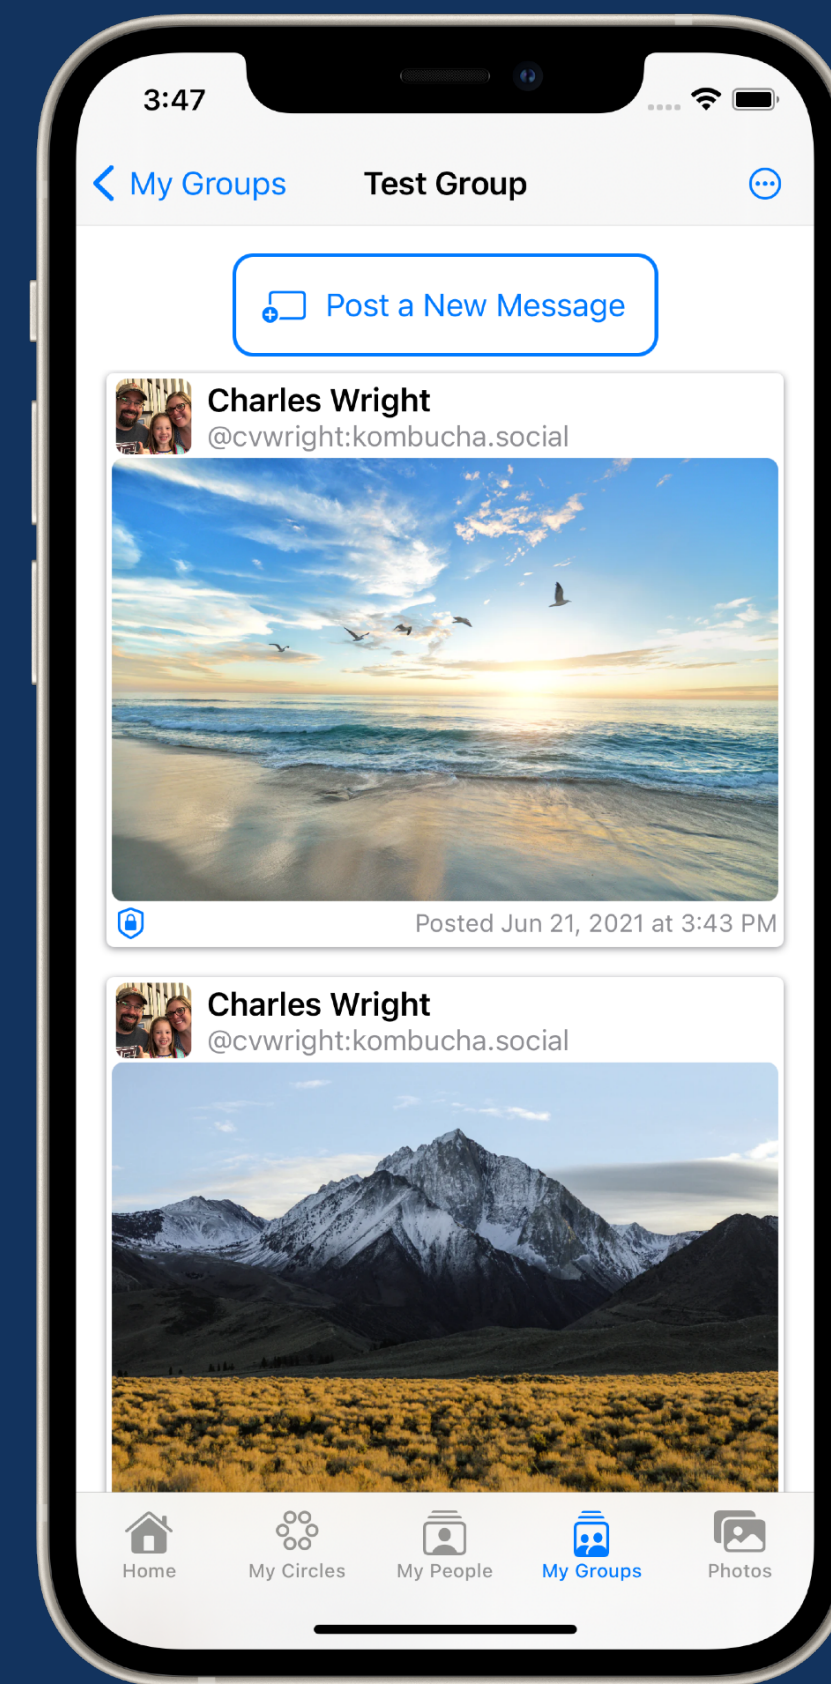 3:47
My Groups
Test Group
Post a New Message
Charles Wright
@cvwright:kombucha.social
Posted Jun 21, 2021 at 3:43 PM
Charles Wright
@cvwright:kombucha.social
Home
My Circles
My People
My Groups
Photos